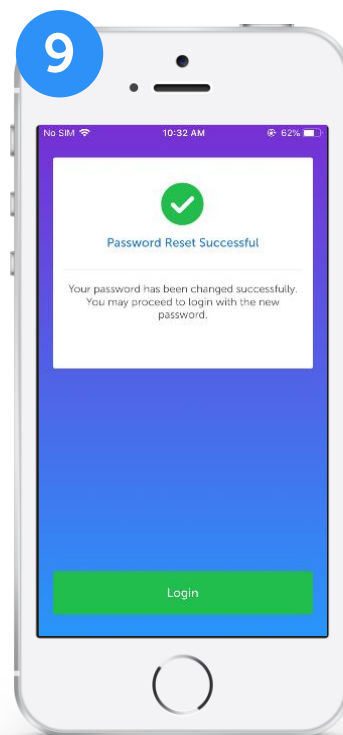 9
No SIM 10:32 AM 62%
Password Reset Successful
Your password has been changed successfully.
You may proceed to login with the new
password.
Login